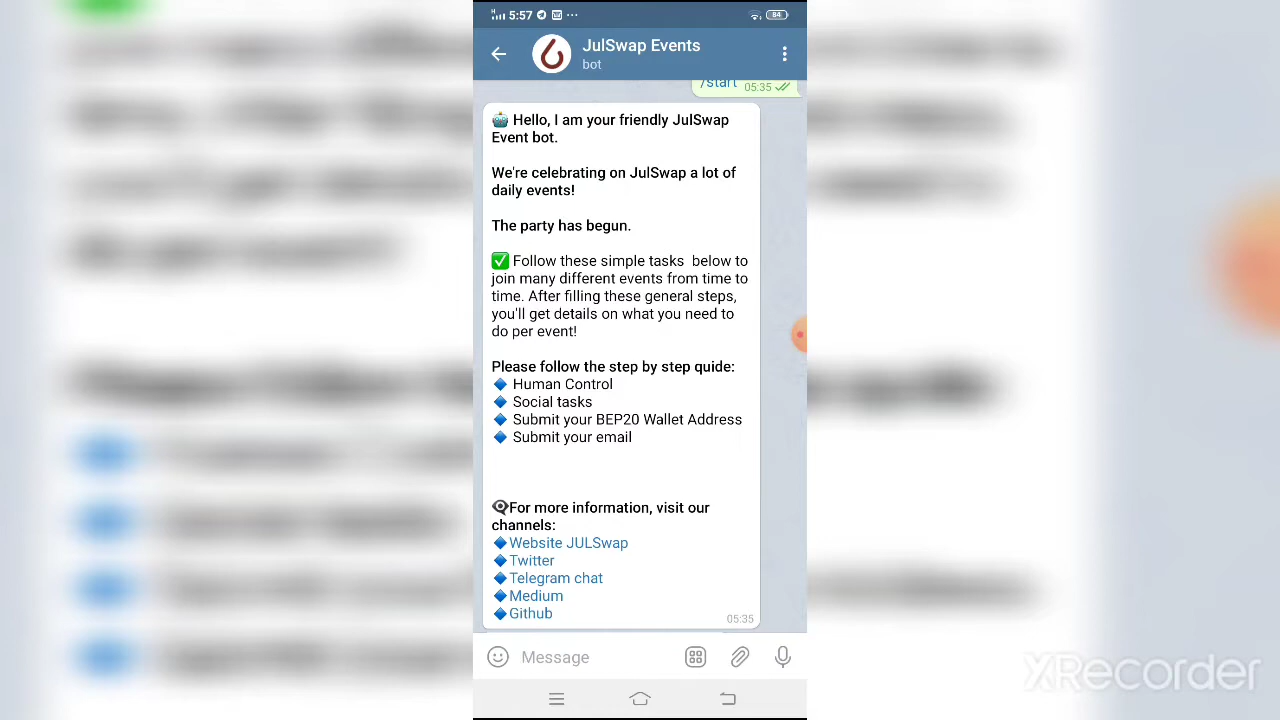 5:57
84
JulSwap Events
bot
/start 05:35
Hello, I am your friendly JulSwap
Event bot.
We're celebrating on JulSwap a lot of
daily events!
The party has begun.
Follow these simple tasks below to
join many different events from time to
time. After filling these general steps,
you'll get details on what you need to
do per event!
Please follow the step by step quide:
Human Control
Social tasks
Submit your BEP20 Wallet Address
Submit your email
For more information, visit our
channels:
Website JULSwap
Twitter
Telegram chat
Medium
Github
05:35
Message
XRecorder